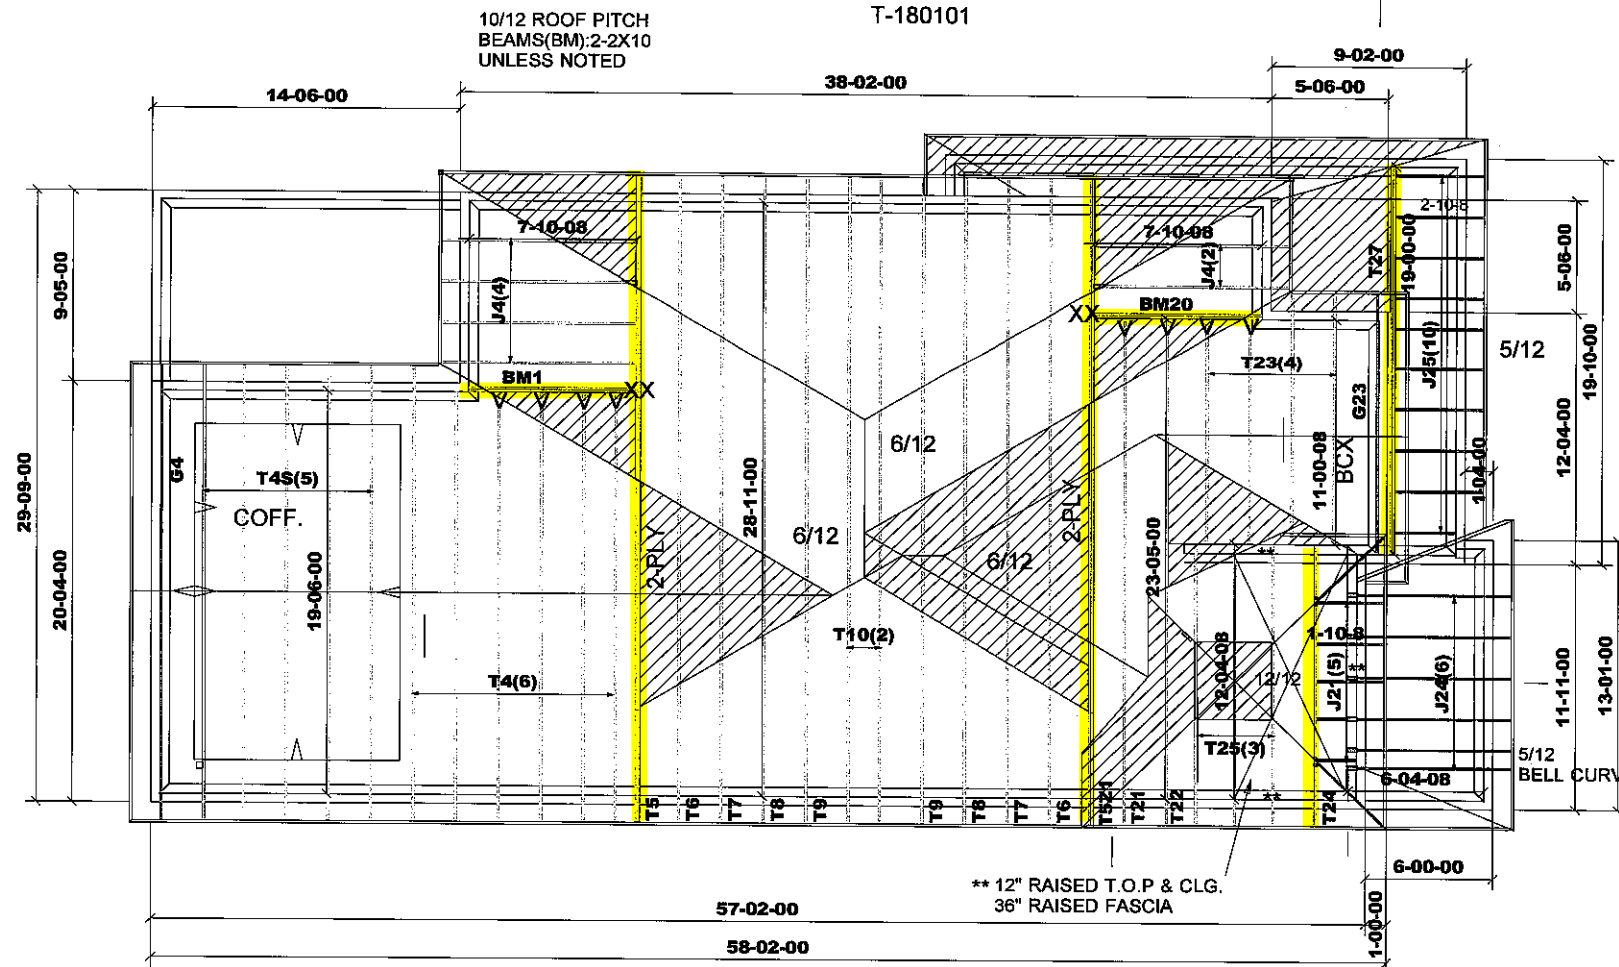 T-180101
10/12 ROOF PITCH
BEAMS(BM):2-2X10
UNLESS NOTED
9-02-00
14-06-00
38-02-00
5-06-00
2-10-8
7-10-08
7-10-08
J4(4)
J4(2)
T27
19-00-00
5-06-00
9-05-00
BM20
XX
BM1
XX
T23(4)
G23
J25(10)
5/12
19-10-00
12-04-00
6/12
G4
T4S(5)
COFF.
29-09-00
20-04-00
19-06-00
28-11-00
2-PLY
2-PLY
11-00-08
BCX
1-04-00
6/12
6/12
23-05-00
**
T10(2)
12-04-08
12/12
1-10-8
**
J21(5)
J24(6)
11-11-00
13-01-00
T4(6)
T25(3)
5/12
BELL CURV
6-04-08
**
T5
T6
T7
T8
T9
T9
T8
T7
T6
T521
T21
T22
T24
** 12" RAISED T.O.P & CLG.
36" RAISED FASCIA
6-00-00
57-02-00
1-00-00
58-02-00